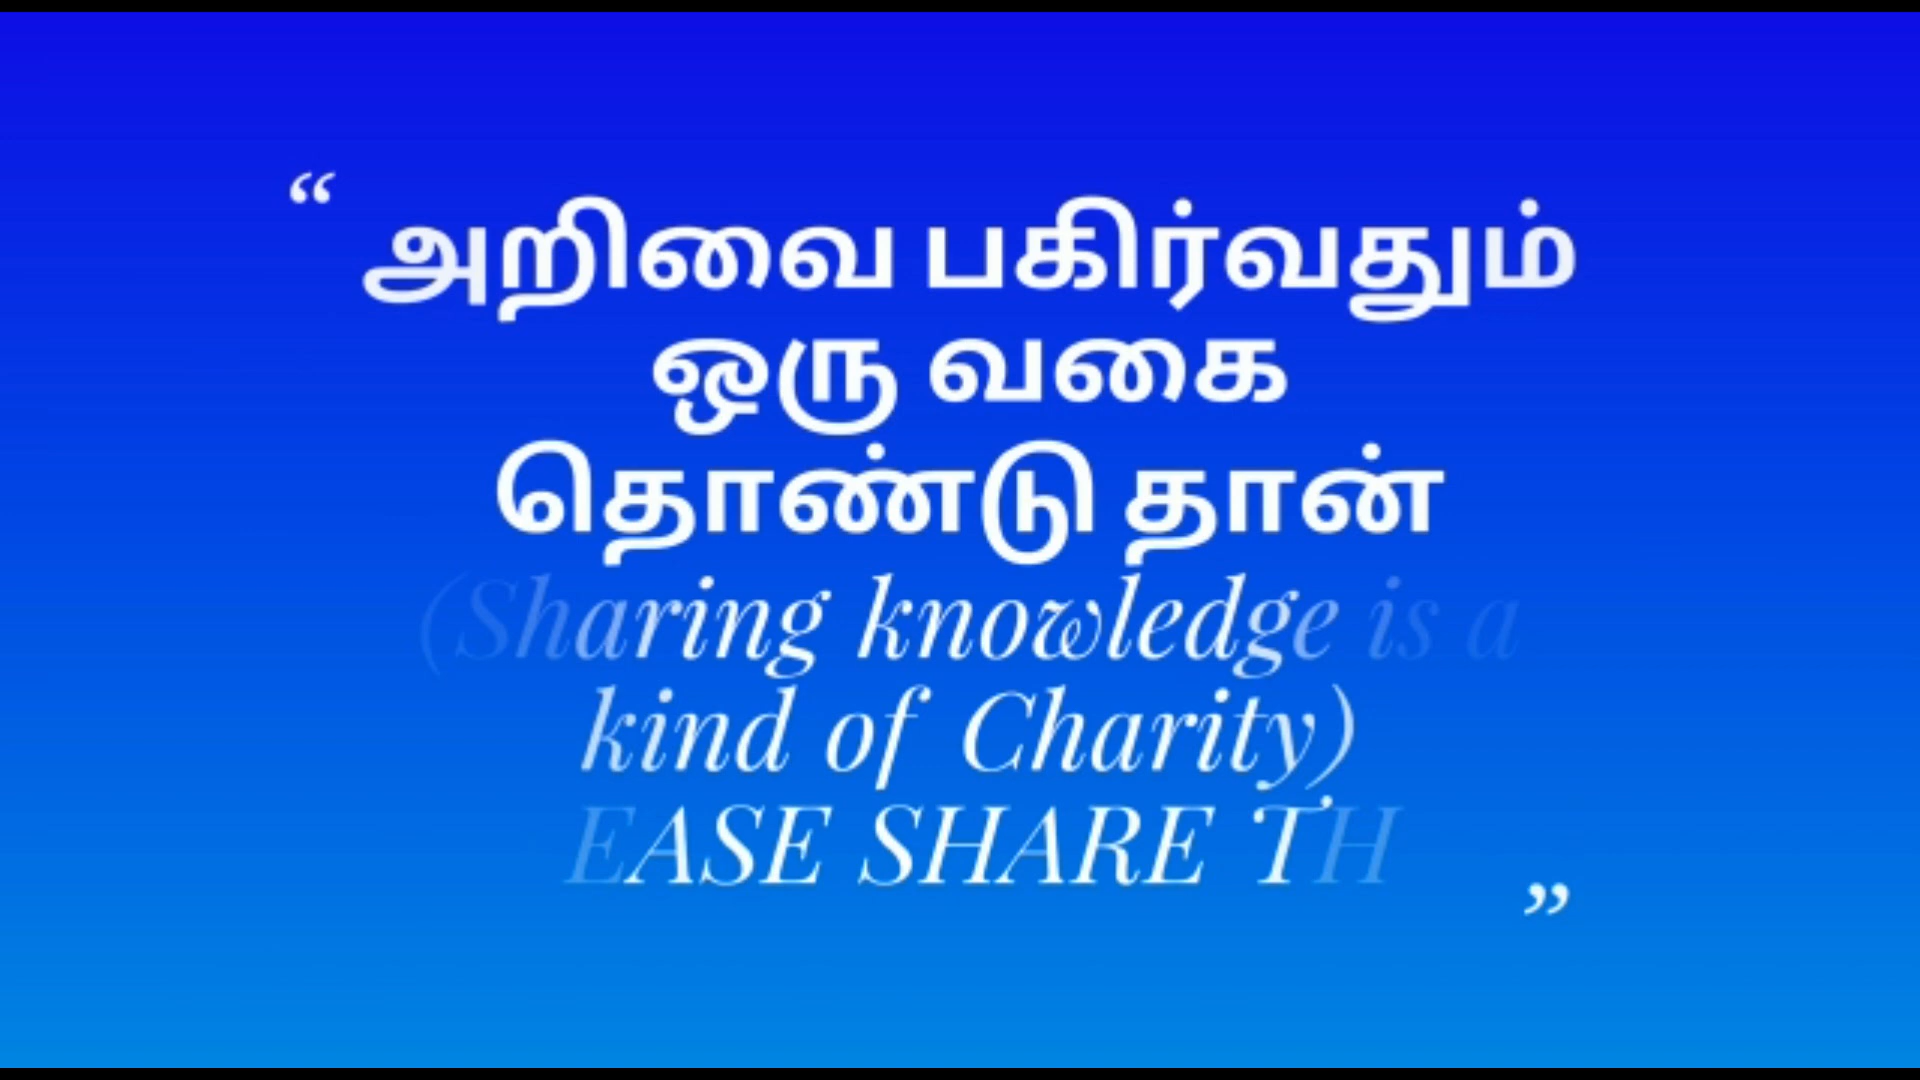 “அறிவை பகிர்வதும்
ஒரு வகை
தொண்டு தான்
(Sharing knowledge is a
kind of Charity)
EASE SHARE TH”